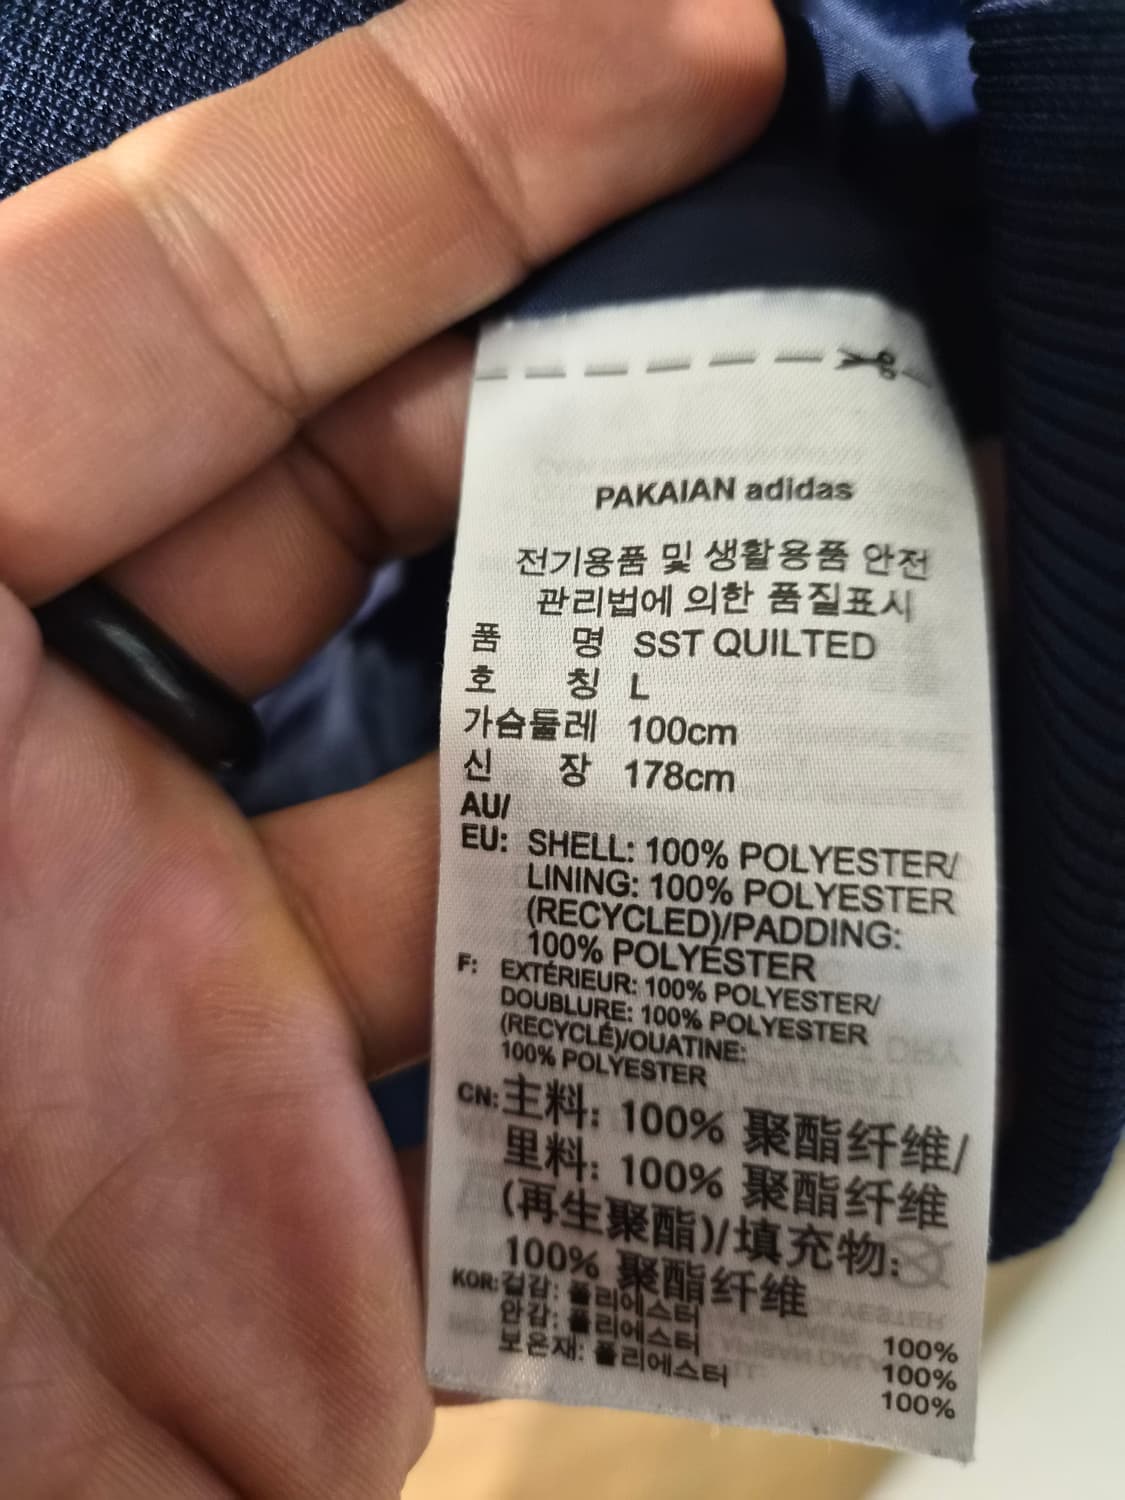 PAKAIAN adidas
전기용품 및 생활용품 안전
관리법에 의한 품질표시
품 명 SST QUILTED
호 칭 L
가슴둘레 100cm
신 장 178cm
AU/
EU: SHELL: 100% POLYESTER/
LINING: 100% POLYESTER
(RECYCLED)/PADDING:
100% POLYESTER
F: EXTÉRIEUR: 100% POLYESTER/
DOUBLURE: 100% POLYESTER
(RECYCLÉ)/OUATINE:
100% POLYESTER
CN: 主料: 100% 聚酯纤维/
里料: 100% 聚酯纤维
(再生聚酯)/填充物:
100% 聚酯纤维
KOR: 겉감: 폴리에스터 100%
안감: 폴리에스터 100%
보온재: 폴리에스터 100%